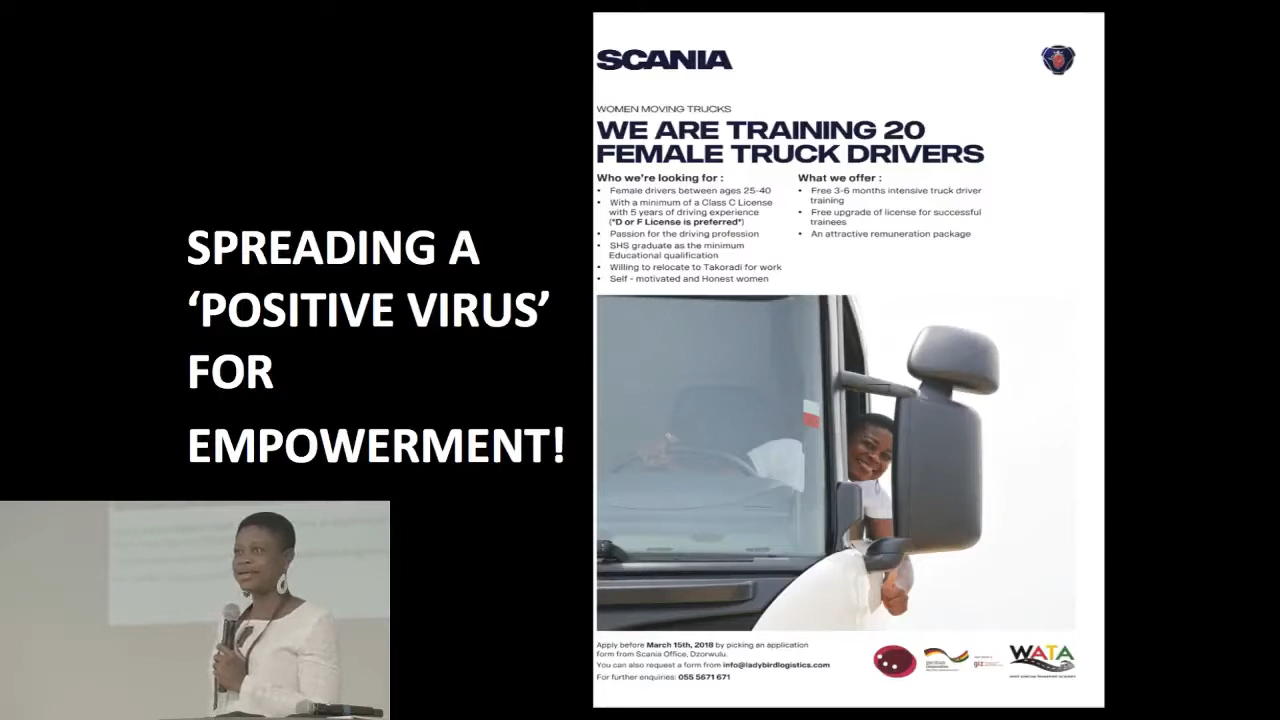 SPREADING A
‘POSITIVE VIRUS’
FOR
EMPOWERMENT!
SCANIA
WOMEN MOVING TRUCKS
WE ARE TRAINING 20
FEMALE TRUCK DRIVERS
Who we're looking for :
• Female drivers between ages 25-40
• With a minimum of a Class C License
with 5 years of driving experience
(*D or F License is preferred*)
• Passion for the driving profession
• SHS graduate as the minimum
Educational qualification
• Willing to relocate to Takoradi for work
• Self - motivated and Honest women
What we offer :
• Free 3-6 months intensive truck driver
training
• Free upgrade of license for successful
trainees
• An attractive remuneration package
Apply before March 15th, 2018 by picking an application
form from Scania Office, Dzorwulu.
You can also request a form from info@ladybirdlogistics.com
For further enquiries: 055 5671 671
giz
WATA